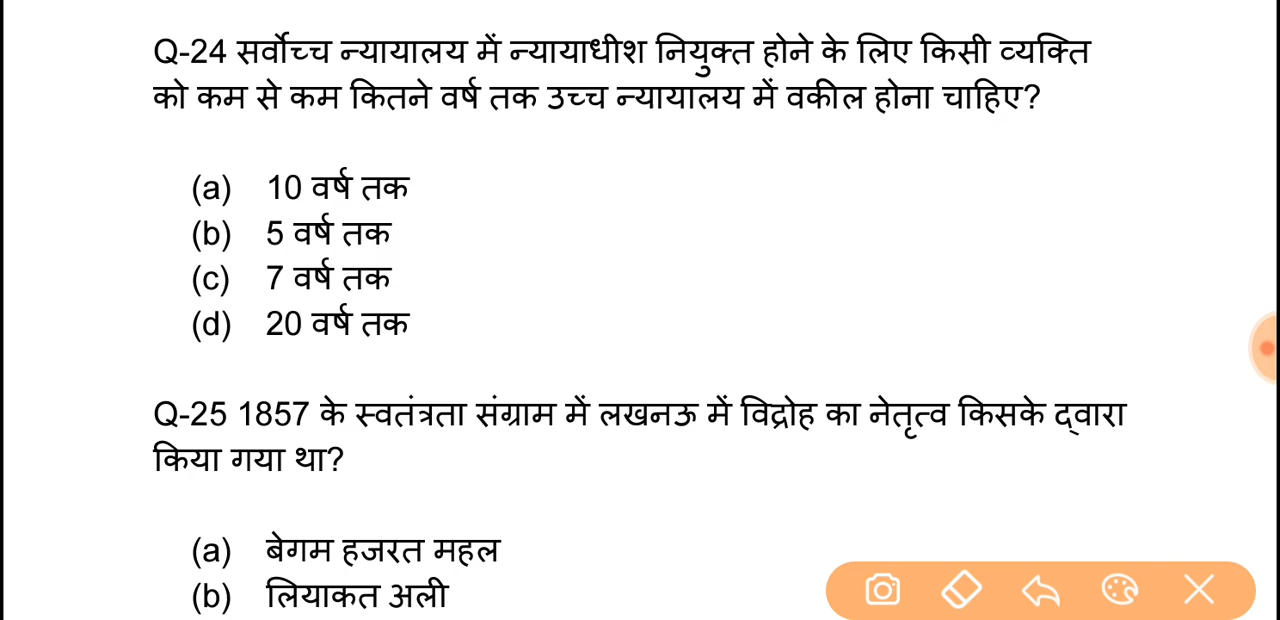 Q-24 सर्वोच्च न्यायालय में न्यायाधीश नियुक्त होने के लिए किसी व्यक्ति
को कम से कम कितने वर्ष तक उच्च न्यायालय में वकील होना चाहिए?
(a) 10 वर्ष तक
(b) 5 वर्ष तक
(c) 7 वर्ष तक
(d) 20 वर्ष तक
Q-25 1857 के स्वतंत्रता संग्राम में लखनऊ में विद्रोह का नेतृत्व किसके द्वारा
किया गया था?
(a) बेगम हजरत महल
(b) लियाकत अली